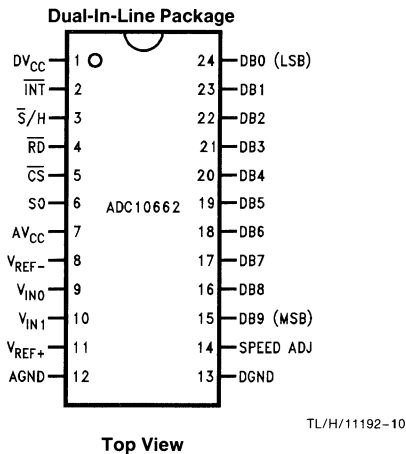 Dual-In-Line Package
DVCC 1 24 DB0 (LSB)
INT 2 23 DB1
S/H 3 22 DB2
RD 4 21 DB3
CS 5 20 DB4
S0 6 ADC10662 19 DB5
AVCC 7 18 DB6
VREF- 8 17 DB7
VIN0 9 16 DB8
VIN1 10 15 DB9 (MSB)
VREF+ 11 14 SPEED ADJ
AGND 12 13 DGND
TL/H/11192-10
Top View